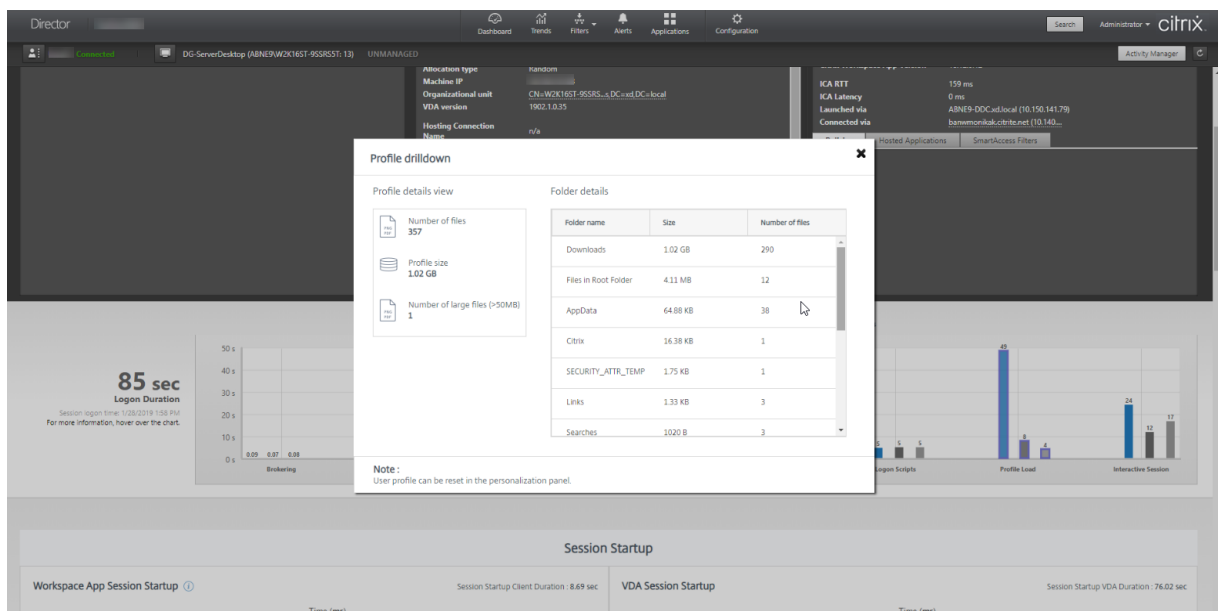 Director
Dashboard
Trends
Filters
Alerts
Applications
Configuration
Search
Administrator
citrix
Connected
DG-ServerDesktop (ABNE9\W2K16ST-9SSRS5T: 13)
UNMANAGED
Activity Manager
Allocation type Random
Machine IP
Organizational unit CN=W2K16ST-9SSRS...s,DC=xd,DC=local
VDA version 1902.1.0.35
Hosting Connection
Name n/a
ICA RTT 159 ms
ICA Latency 0 ms
Launched via ABNE9-DDC.xd.local (10.150.141.79)
Connected via banwmonikak.citrite.net (10.140....
Hosted Applications
SmartAccess Filters
Profile drilldown
Profile details view
Number of files
357
Profile size
1.02 GB
Number of large files (>50MB)
1
Folder details
Folder name Size Number of files
Downloads 1.02 GB 290
Files in Root Folder 4.11 MB 12
AppData 64.88 KB 38
Citrix 16.38 KB 1
SECURITY_ATTR_TEMP 1.75 KB 1
Links 1.33 KB 3
Searches 1020 B 3
Note :
User profile can be reset in the personalization panel.
85 sec
Logon Duration
Session logon time: 1/28/2019 1:56 PM
For more information, hover over the chart.
50 s
40 s
30 s
20 s
10 s
0 s
0.09 0.07 0.08
Brokering
5 5 5
Logon Scripts
49 8 4
Profile Load
24 12 17
Interactive Session
Session Startup
Workspace App Session Startup
Session Startup Client Duration : 8.69 sec
VDA Session Startup
Session Startup VDA Duration : 76.02 sec
Time (ms)
Time (ms)